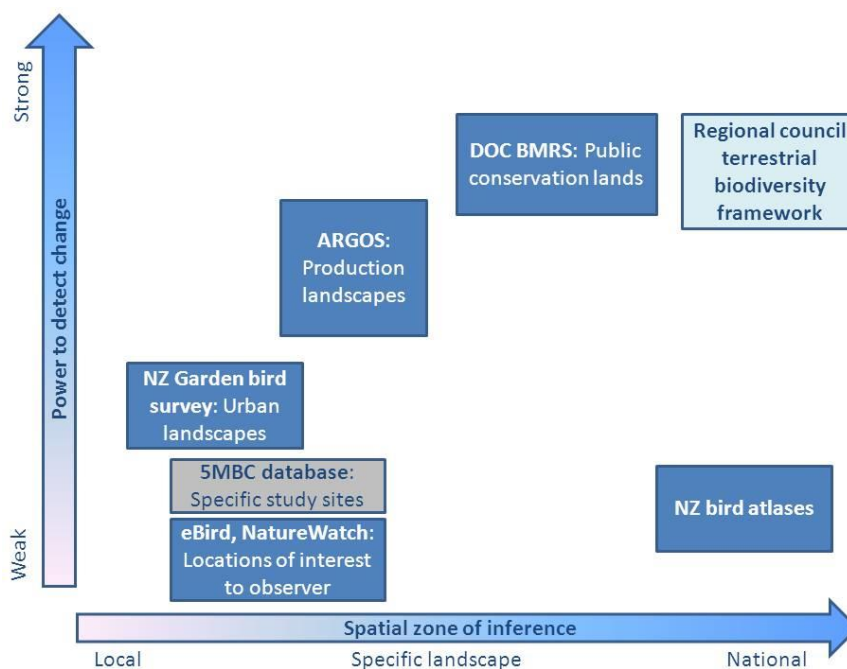 Strong
Power to detect change
Weak
DOC BMRS: Public
conservation lands
Regional council
terrestrial
biodiversity
framework
ARGOS:
Production
landscapes
NZ Garden bird
survey: Urban
landscapes
5MBC database:
Specific study sites
eBird, NatureWatch:
Locations of interest
to observer
NZ bird atlases
Spatial zone of inference
Local
Specific landscape
National